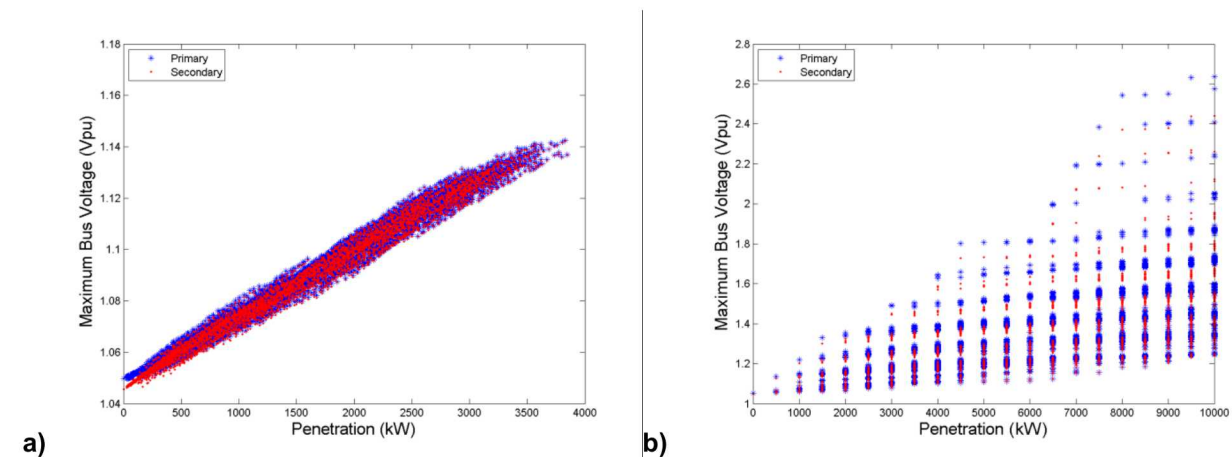 1.18
1.16
1.14
1.12
1.1
1.08
1.06
1.04
Maximum Bus Voltage (Vpu)
Primary
Secondary
0 500 1000 1500 2000 2500 3000 3500 4000
Penetration (kW)
a)
2.8
2.6
2.4
2.2
2
1.8
1.6
1.4
1.2
1
Maximum Bus Voltage (Vpu)
Primary
Secondary
0 1000 2000 3000 4000 5000 6000 7000 8000 9000 10000
Penetration (kW)
b)